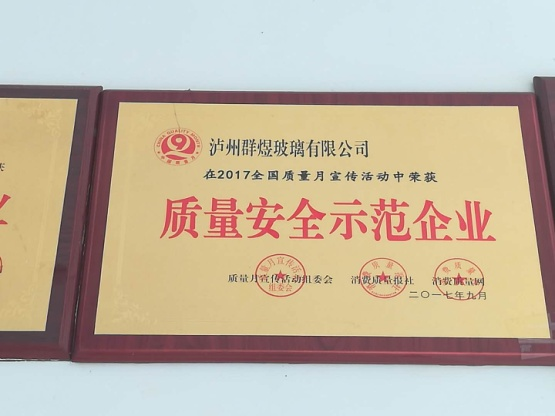 泸州群煜玻璃有限公司
在2017全国质量月宣传活动中荣获
质量安全示范企业
质量月宣传活动组委会 消费质量报社 消费质量网
二〇一七年九月